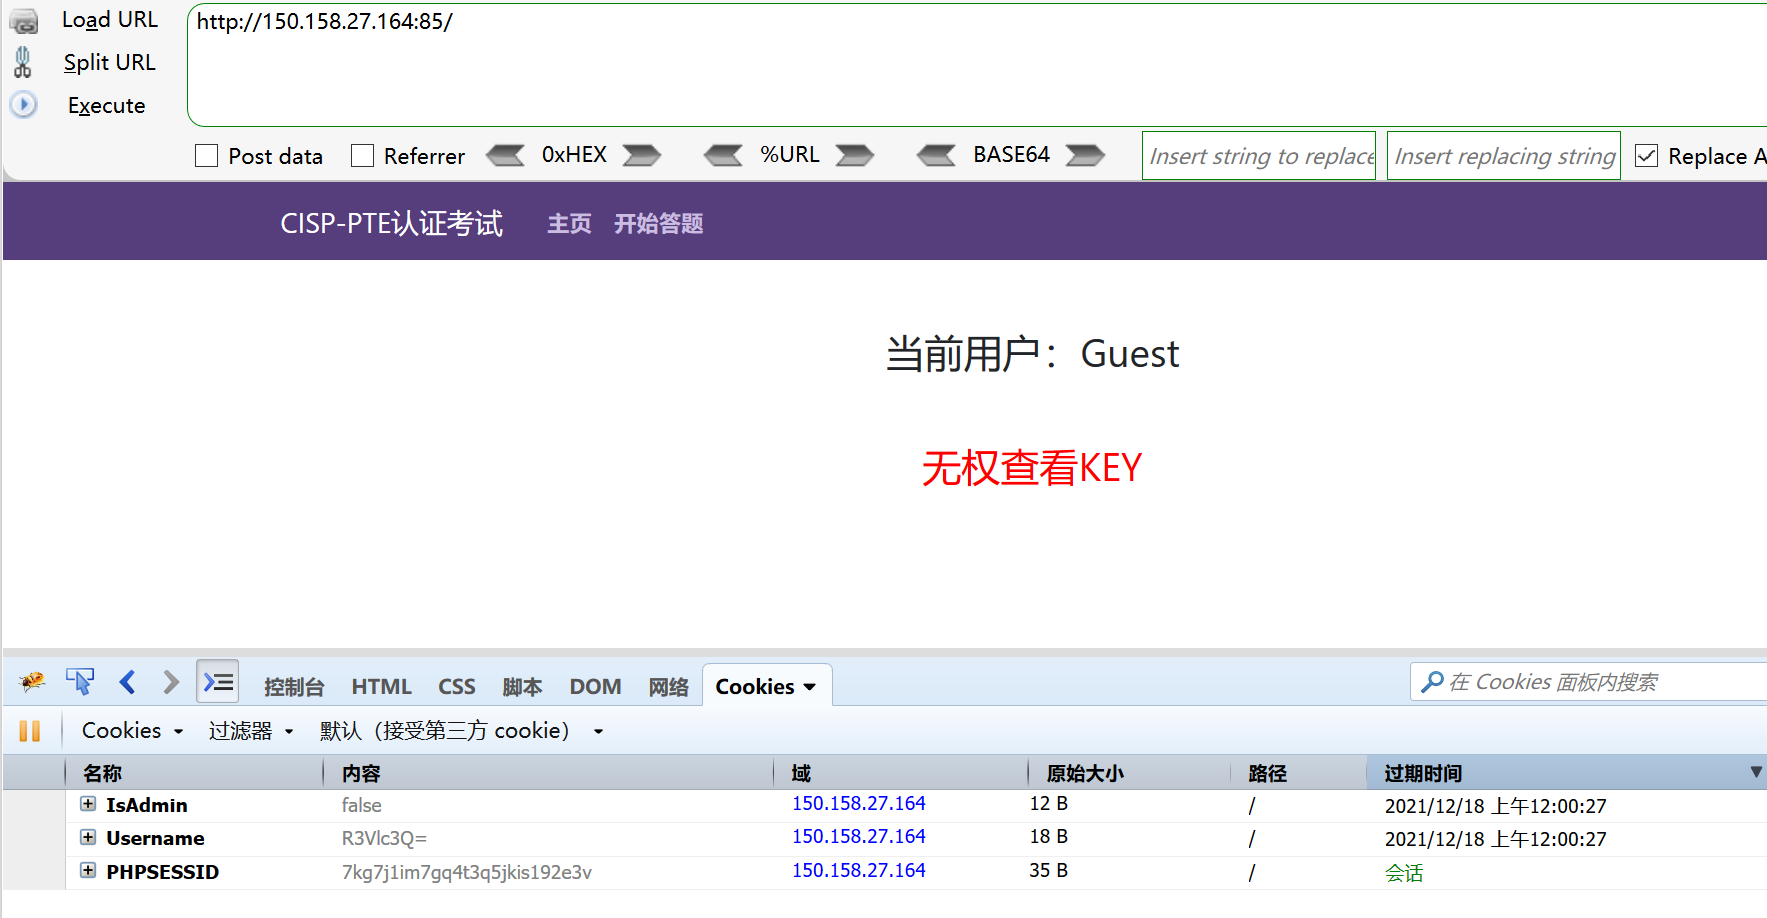 Load URL
http://150.158.27.164:85/
Split URL
Execute
Post data Referrer 0xHEX %URL BASE64 Insert string to replace Insert replacing string Replace A
CISP-PTE认证考试 主页 开始答题
当前用户：Guest
无权查看KEY
控制台 HTML CSS 脚本 DOM 网络 Cookies 在 Cookies 面板内搜索
Cookies 过滤器 默认（接受第三方 cookie）
名称 内容 域 原始大小 路径 过期时间
IsAdmin false 150.158.27.164 12 B / 2021/12/18 上午12:00:27
Username R3Vlc3Q= 150.158.27.164 18 B / 2021/12/18 上午12:00:27
PHPSESSID 7kg7j1im7gq4t3q5jkis192e3v 150.158.27.164 35 B / 会话